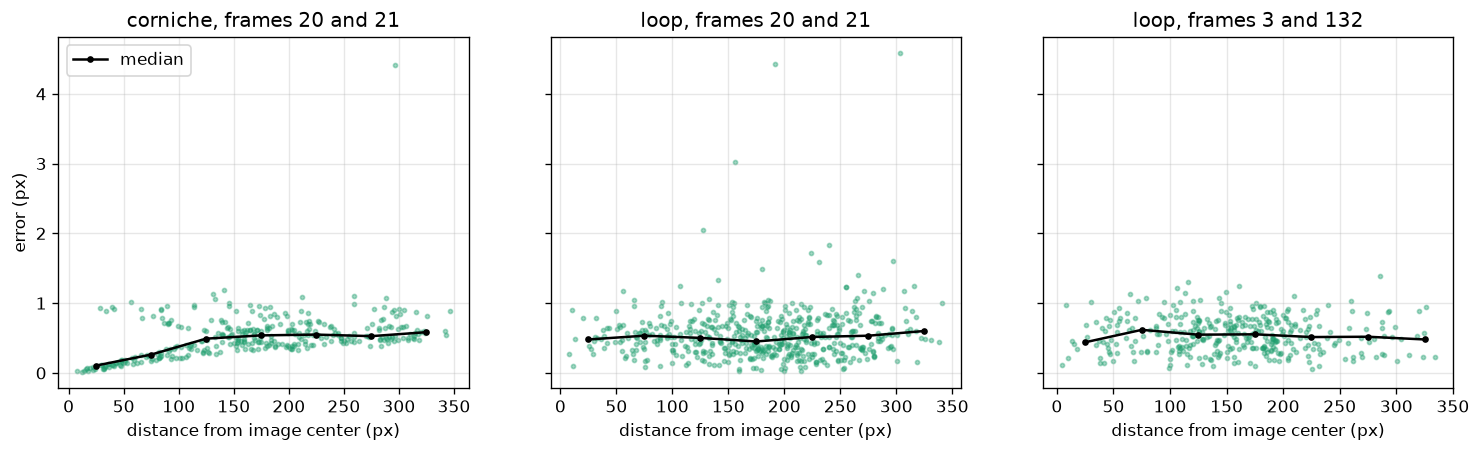 corniche, frames 20 and 21
loop, frames 20 and 21
loop, frames 3 and 132
median
error (px)
4
3
2
1
0
0 50 100 150 200 250 300 350
0 50 100 150 200 250 300 350
0 50 100 150 200 250 300 350
distance from image center (px)
distance from image center (px)
distance from image center (px)